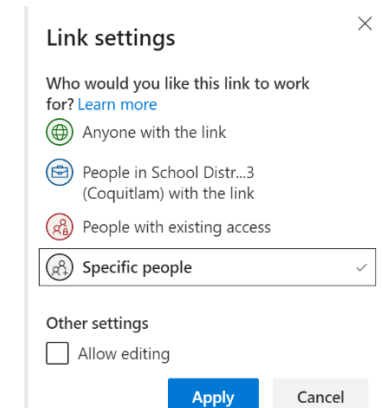 Link settings
Who would you like this link to work
for? Learn more
Anyone with the link
People in School Distr...3
(Coquitlam) with the link
People with existing access
Specific people
Other settings
Allow editing
Apply Cancel